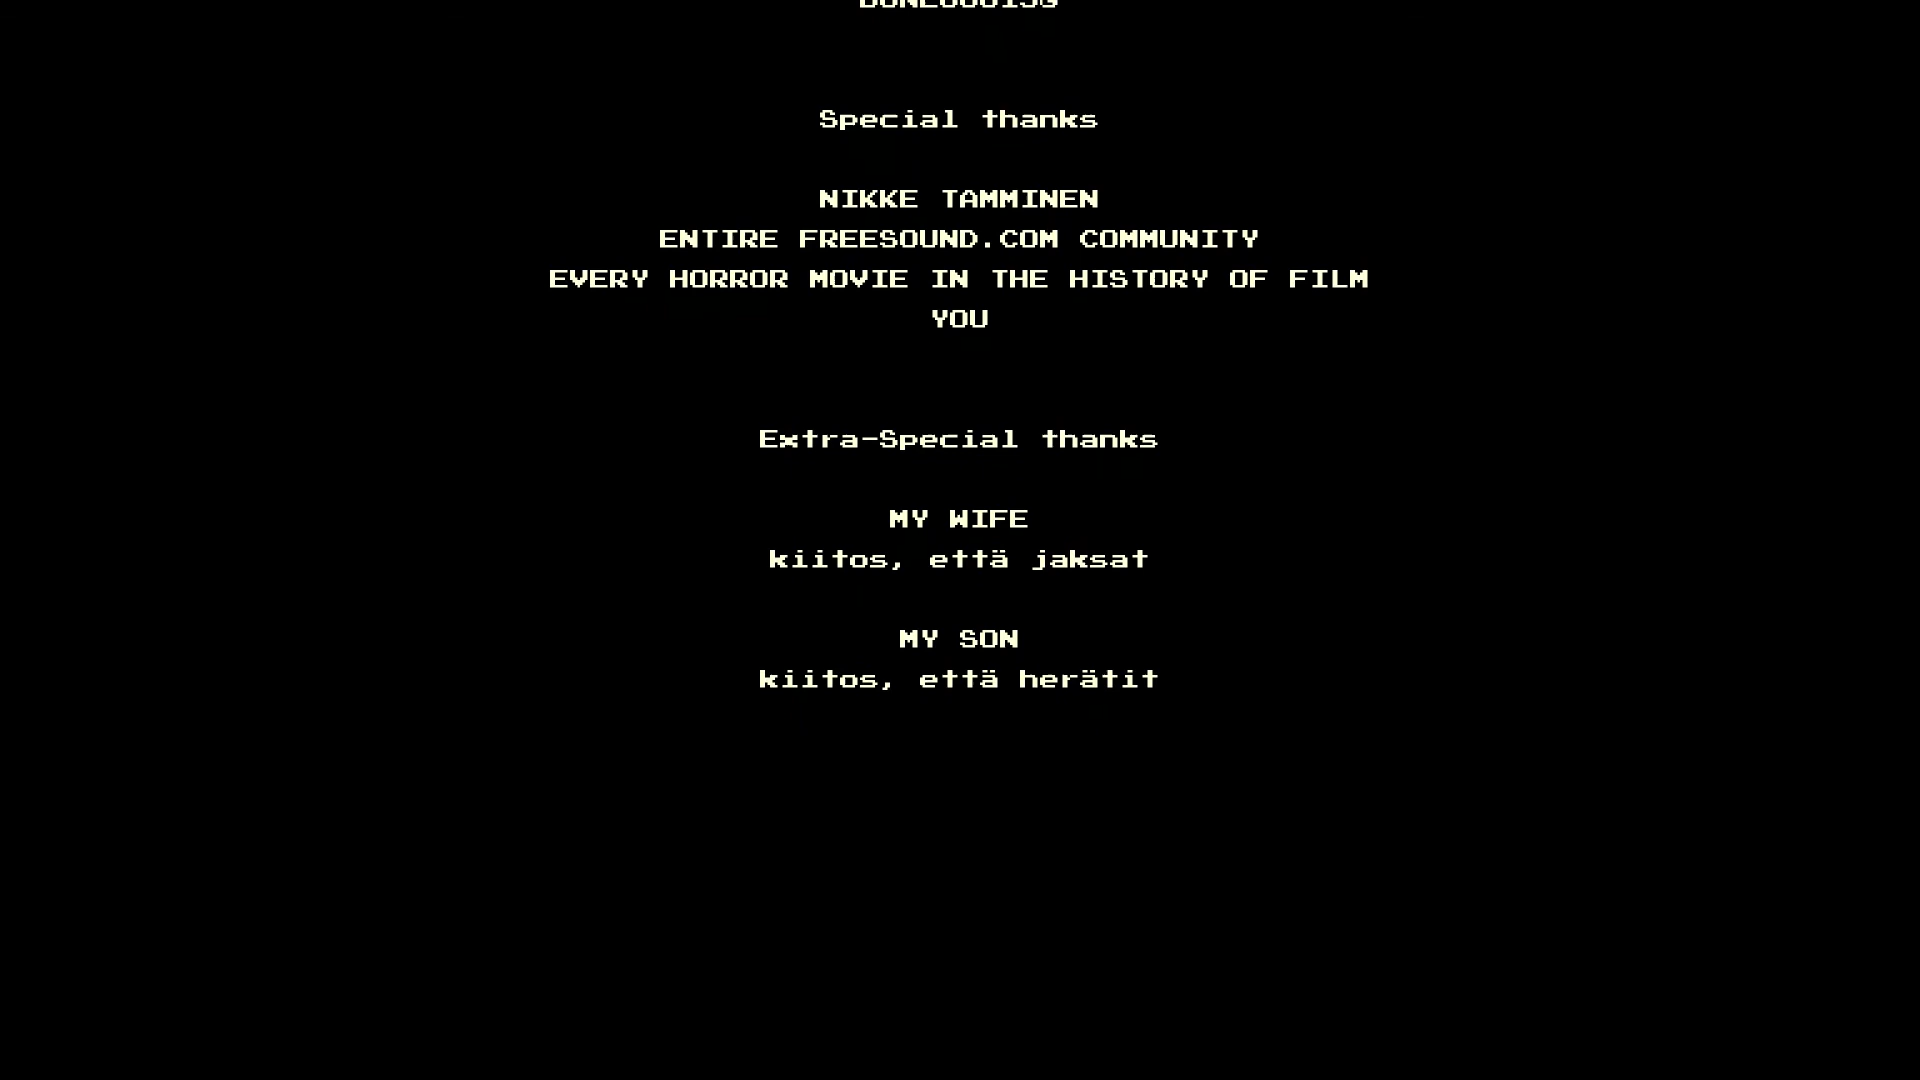 Special thanks
NIKKE TAMMINEN
ENTIRE FREESOUND.COM COMMUNITY
EVERY HORROR MOVIE IN THE HISTORY OF FILM
YOU
Extra-Special thanks
MY WIFE
kiitos, että jaksat
MY SON
kiitos, että herätit